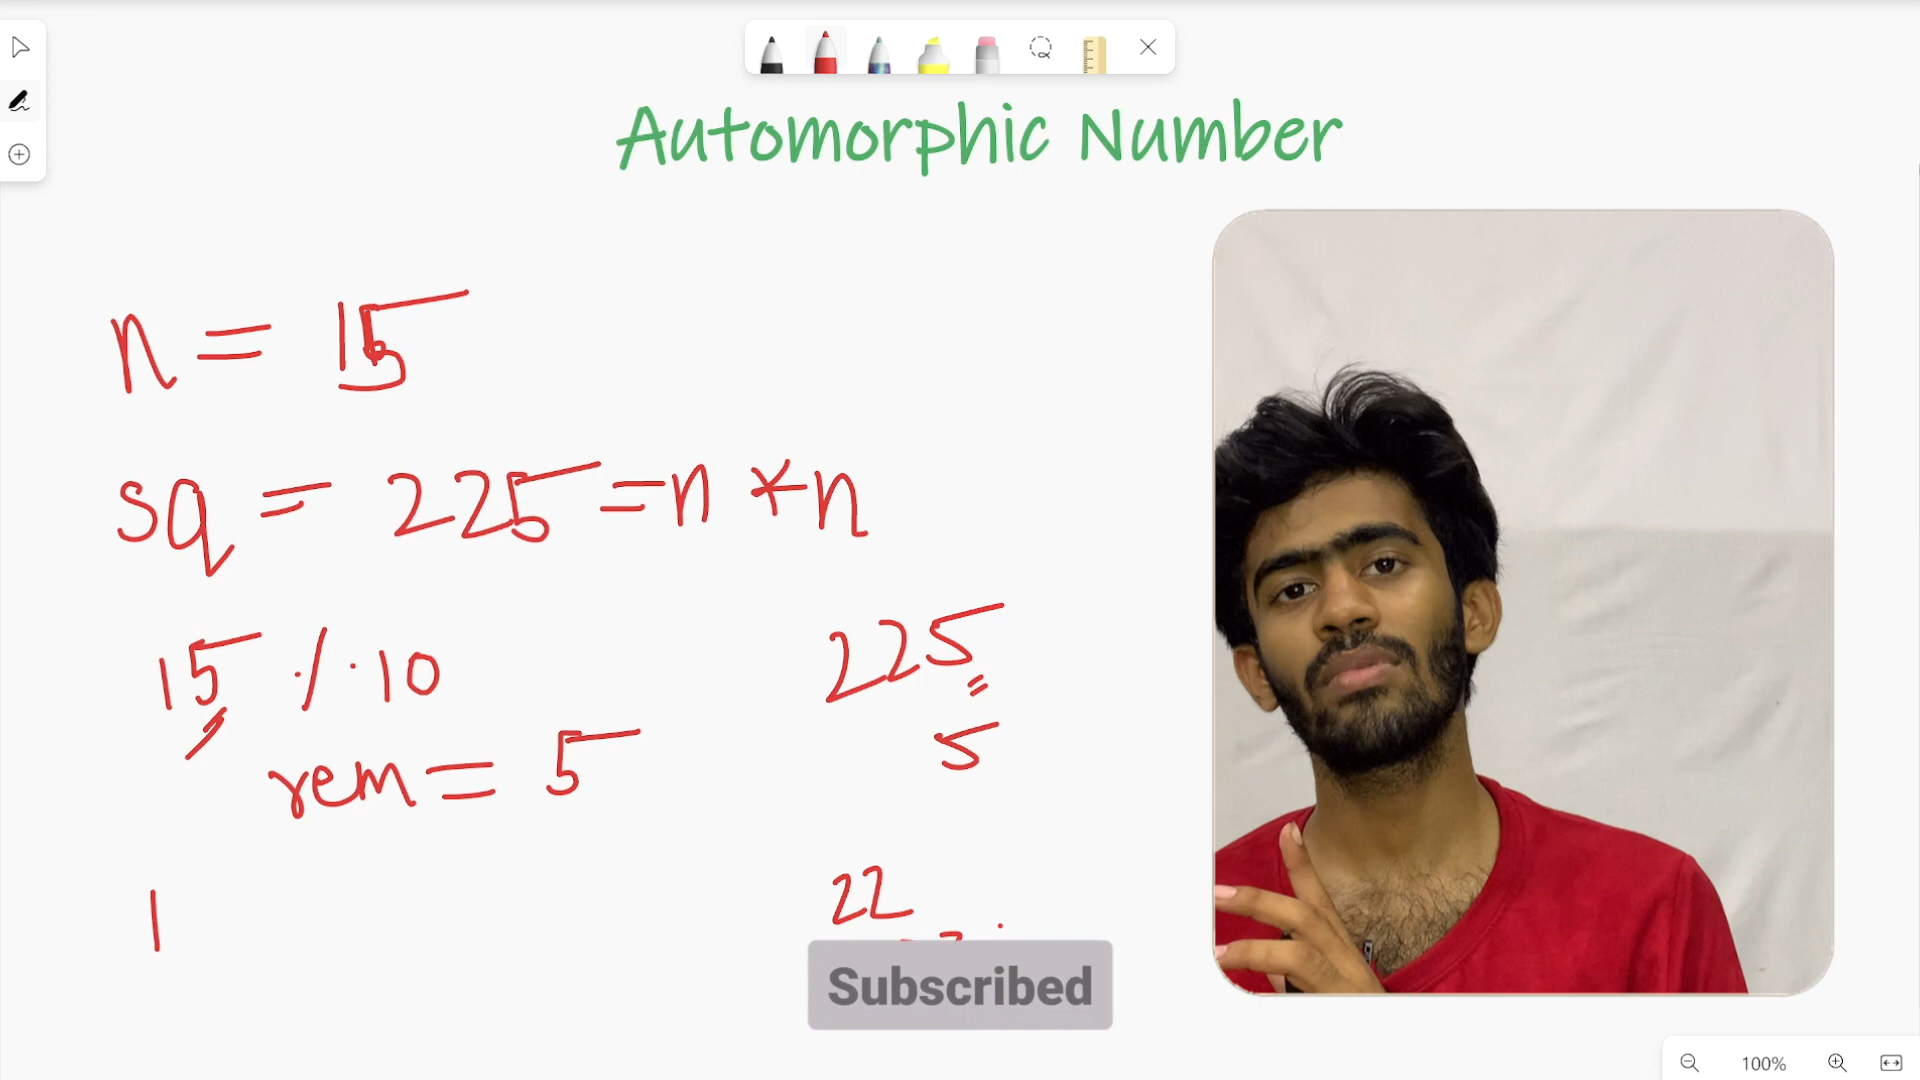 Automorphic Number
n = 15
sq = 225 = n * n
15 % 10
225
rem = 5
5
1
22
Subscribed
100%